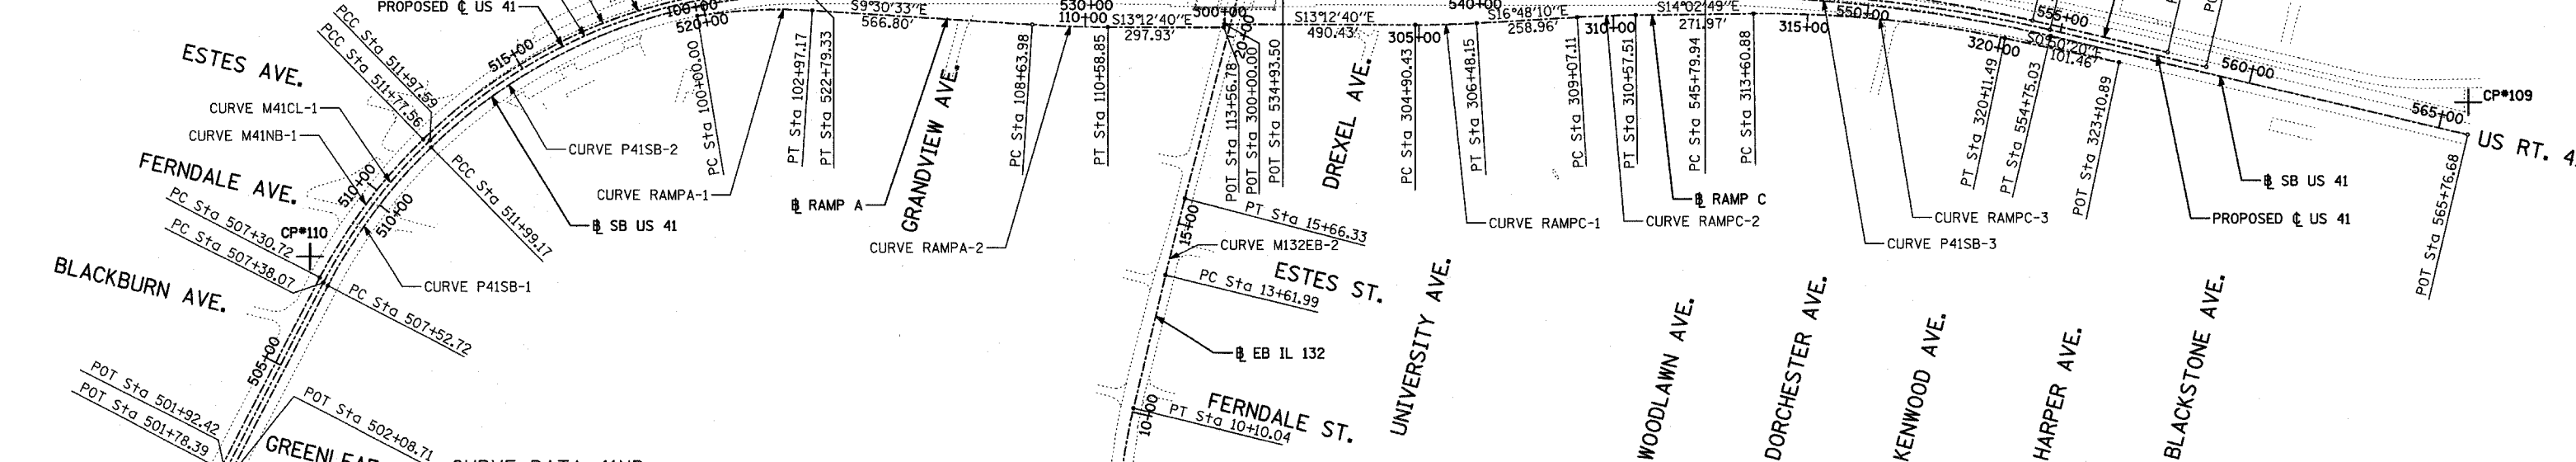 PROPOSED ℄ US 41
PCC Sta 511+97.59
PCC Sta 511+77.56
ESTES AVE.
CURVE M41CL-1
CURVE M41NB-1
FERNDALE AVE.
PC Sta 507+30.72
PC Sta 507+38.07
CP#110
BLACKBURN AVE.
POT Sta 501+92.42
POT Sta 501+78.39
505+00
510+00
510+00
515+00
520+00
100+00
PC Sta 507+52.72
POT Sta 502+08.71
CURVE P41SB-1
PCC Sta 511+99.17
℄ SB US 41
CURVE P41SB-2
PC Sta 100+00.00
CURVE RAMPA-1
PT Sta 102+97.17
PT Sta 522+79.33
S9°30'33"E
566.80'
℄ RAMP A
GRANDVIEW AVE.
CURVE RAMPA-2
PC Sta 108+63.98
530+00
110+00
PT Sta 110+58.85
S13°12'40"E
297.93'
300+00
20+00
POT Sta 113+56.78
POT Sta 300+00.00
POT Sta 534+93.50
S13°12'40"E
490.43'
DREXEL AVE.
15+00
PT Sta 15+66.33
CURVE M132EB-2
ESTES ST.
PC Sta 13+61.99
℄ EB IL 132
10+00
FERNDALE ST.
PT Sta 10+10.04
UNIVERSITY AVE.
305+00
PC Sta 304+90.43
540+00
S16°48'10"E
258.96'
PT Sta 306+48.15
CURVE RAMPC-1
PC Sta 309+07.11
310+00
PT Sta 310+57.51
CURVE RAMPC-2
S14°02'49"E
271.97'
PC Sta 545+79.94
℄ RAMP C
PC Sta 313+60.88
WOODLAWN AVE.
315+00
550+00
DORCHESTER AVE.
CURVE RAMPC-3
CURVE P41SB-3
KENWOOD AVE.
320+00
PT Sta 320+11.49
PT Sta 554+75.03
555+00
S0°50'20"E
101.46'
POT Sta 323+10.89
HARPER AVE.
BLACKSTONE AVE.
560+00
℄ SB US 41
PROPOSED ℄ US 41
565+00
CP#109
POT Sta 565+76.68
US RT.